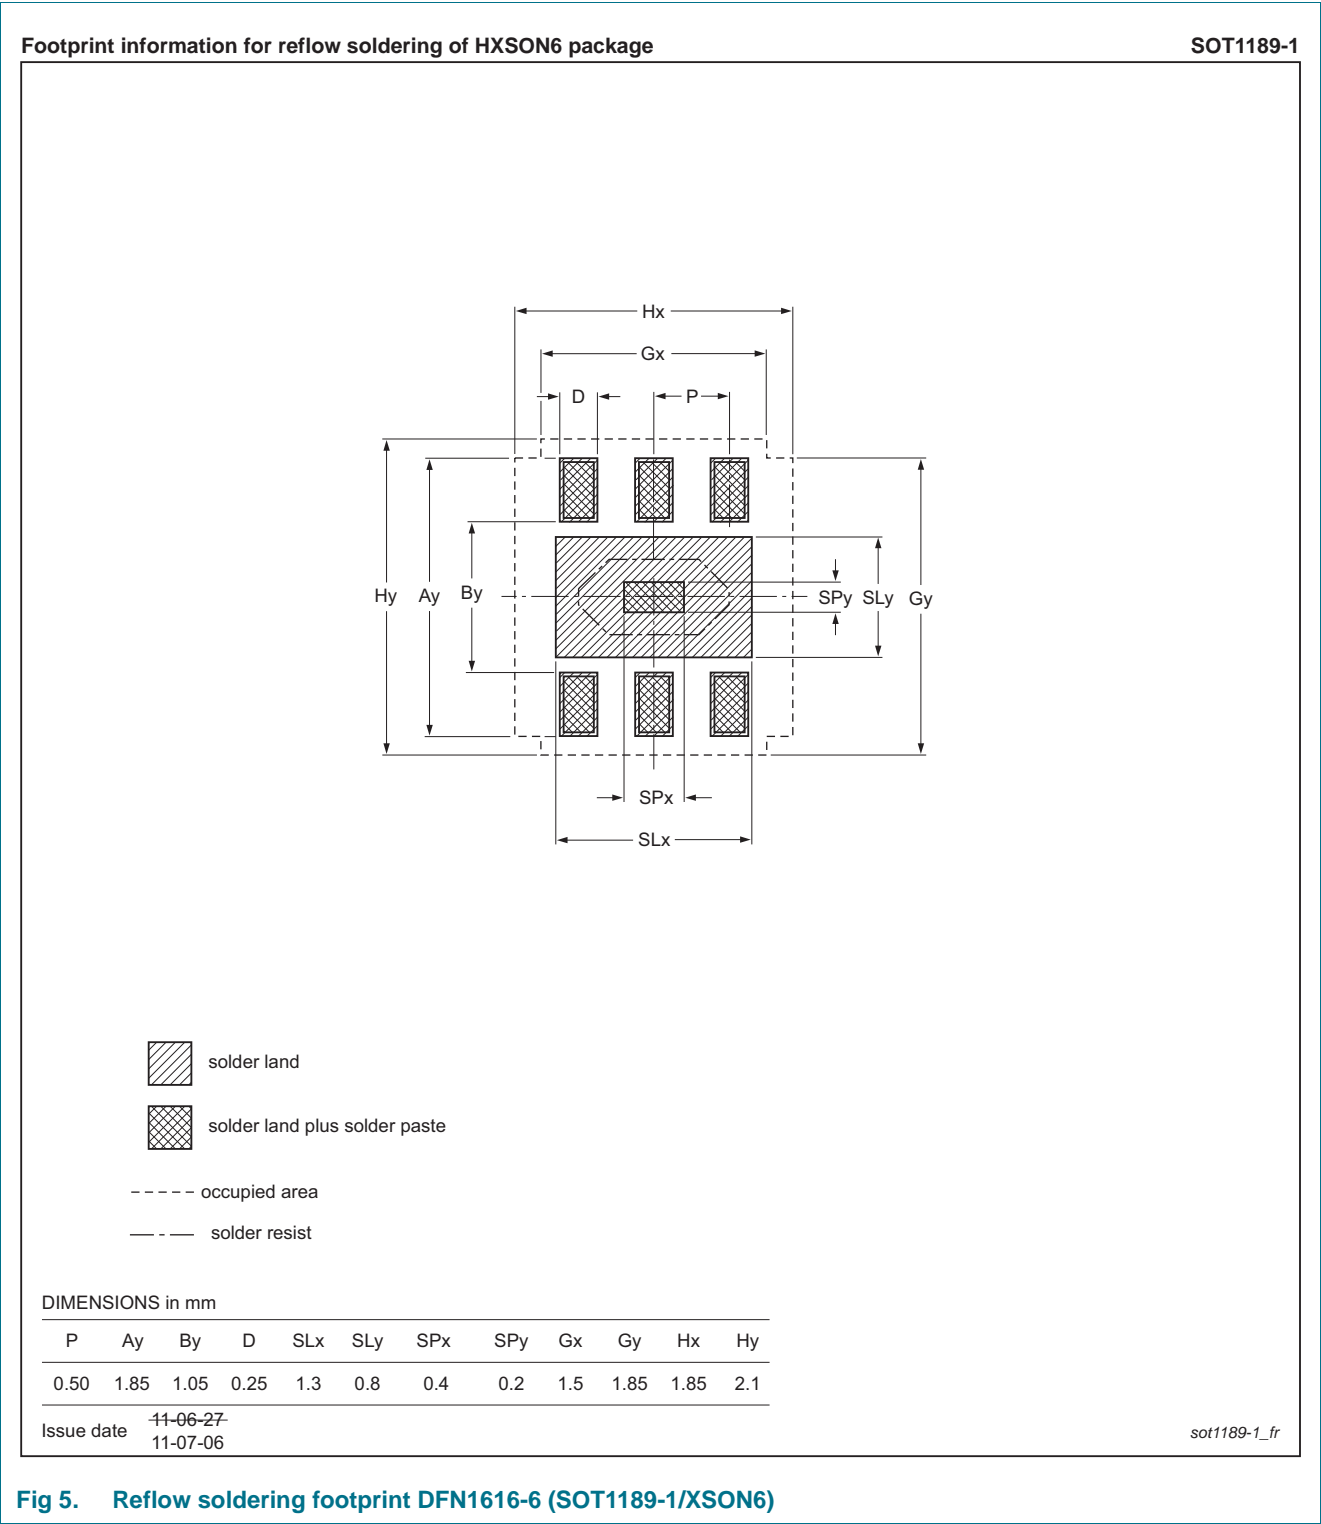 Footprint information for reflow soldering of HXSON6 package SOT1189-1
Hx
Gx
D P
Hy Ay By SPy SLy Gy
SPx
SLx
solder land
solder land plus solder paste
occupied area
solder resist
DIMENSIONS in mm
P Ay By D SLx SLy SPx SPy Gx Gy Hx Hy
0.50 1.85 1.05 0.25 1.3 0.8 0.4 0.2 1.5 1.85 1.85 2.1
Issue date 11-06-27
11-07-06
sot1189-1_fr
Fig 5. Reflow soldering footprint DFN1616-6 (SOT1189-1/XSON6)